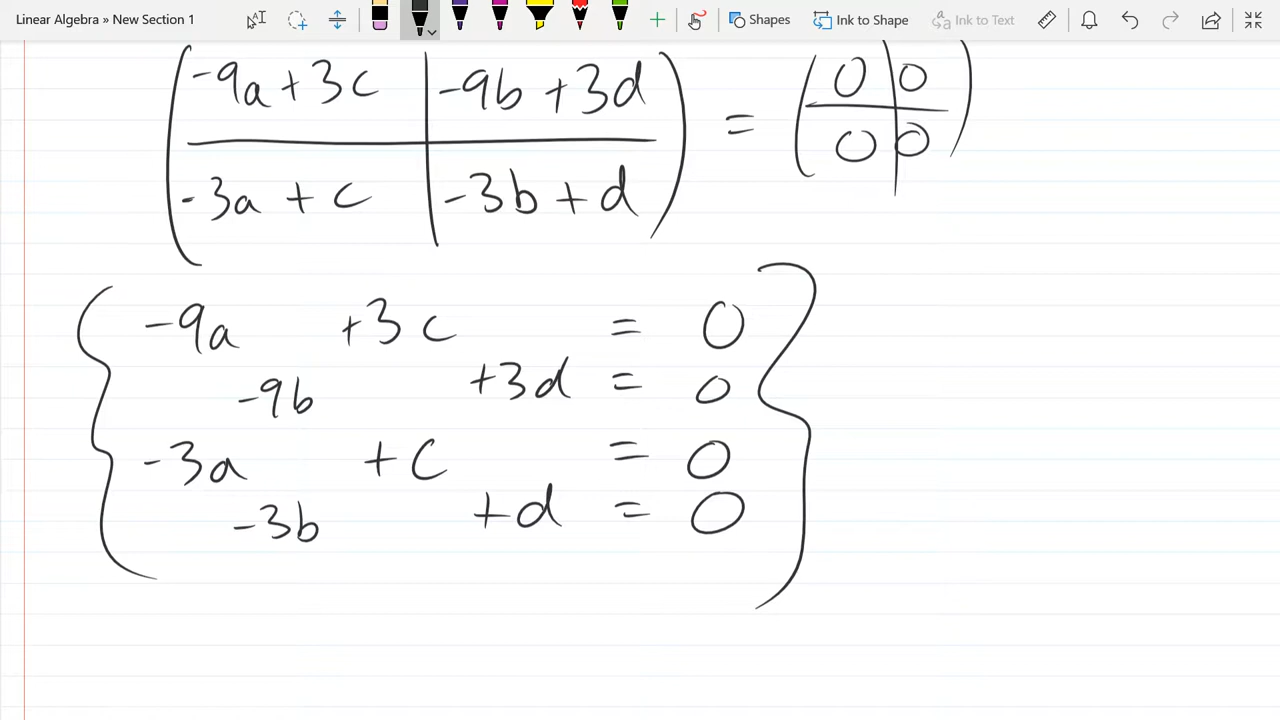 Linear Algebra » New Section 1
Shapes
Ink to Shape
Ink to Text
-9a+3c | -9b+3d = 0 | 0
-3a+c | -3b+d 0 | 0
-9a +3c = 0
-9b +3d = 0
-3a +c = 0
-3b +d = 0